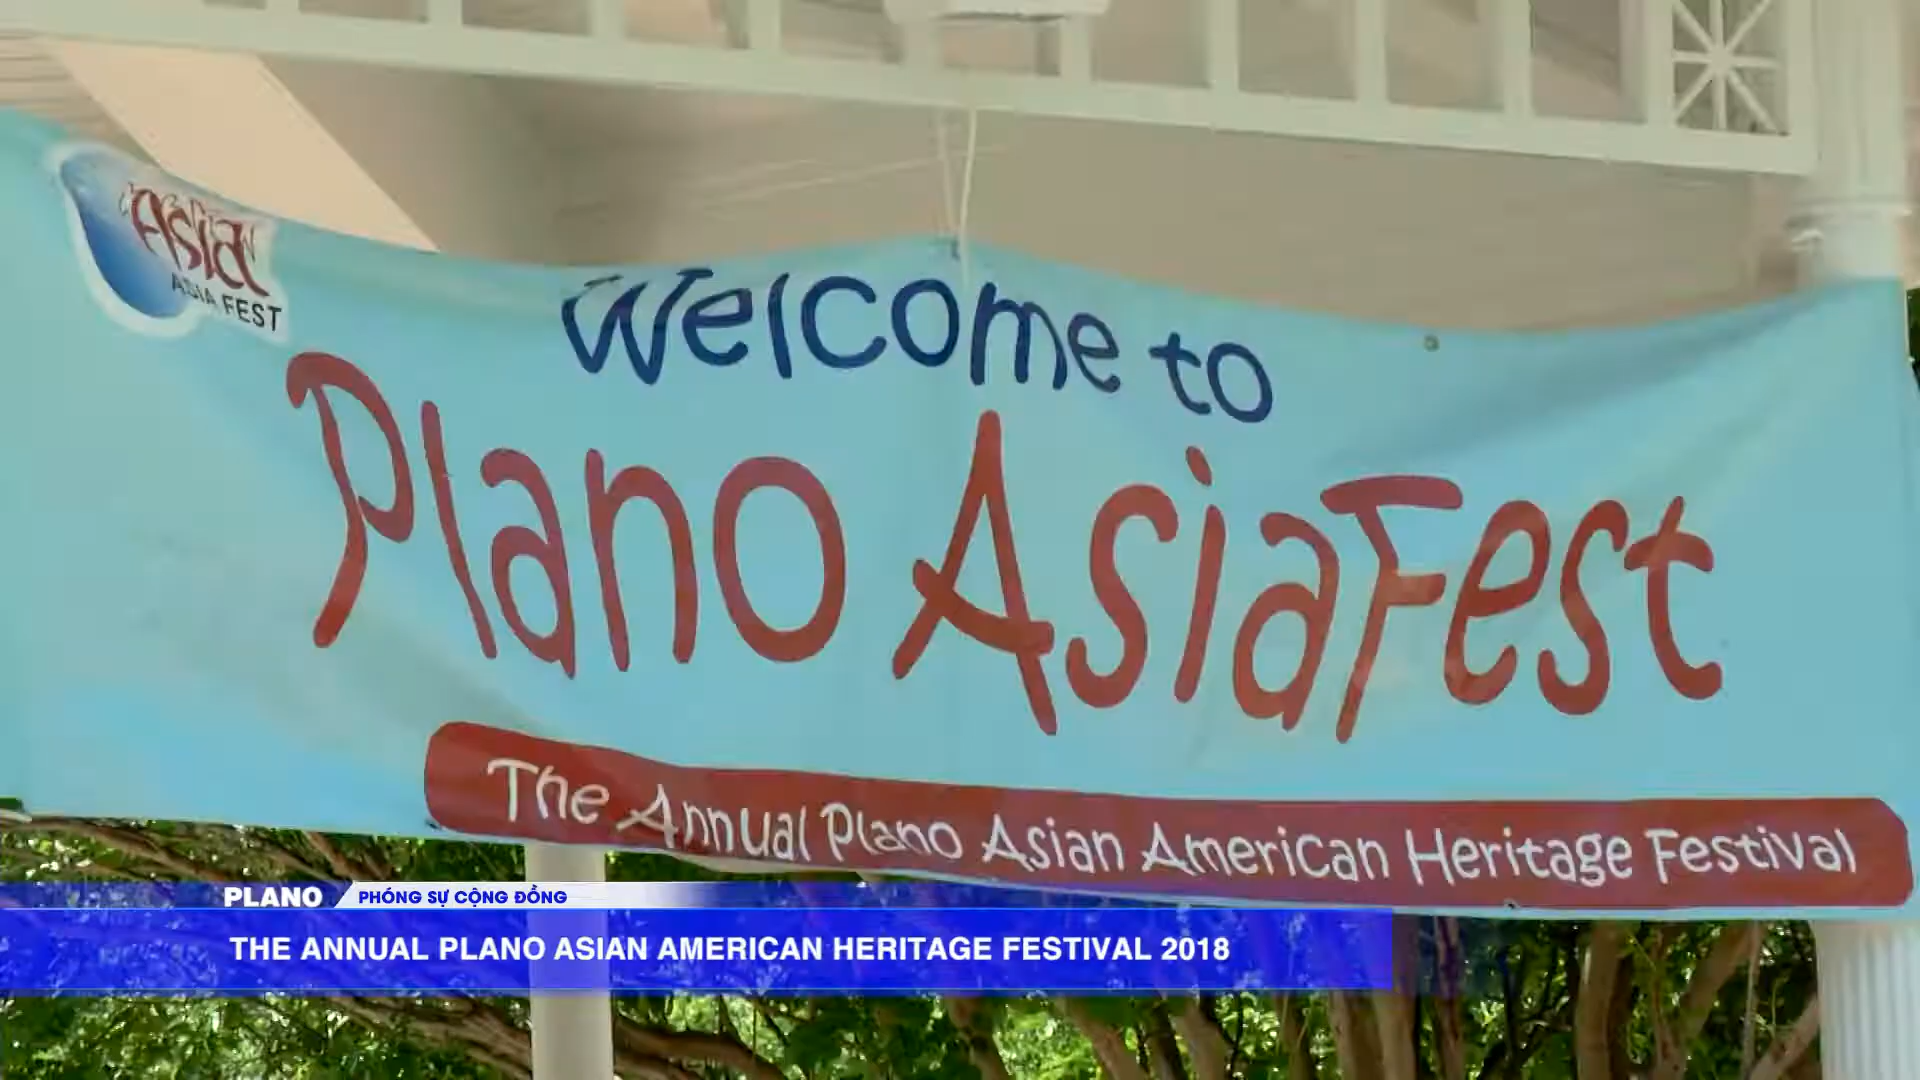 Asia
ASIA FEST
Welcome to
Plano AsiaFest
The Annual Plano Asian American Heritage Festival
PLANO
PHÓNG SỰ CỘNG ĐỒNG
THE ANNUAL PLANO ASIAN AMERICAN HERITAGE FESTIVAL 2018